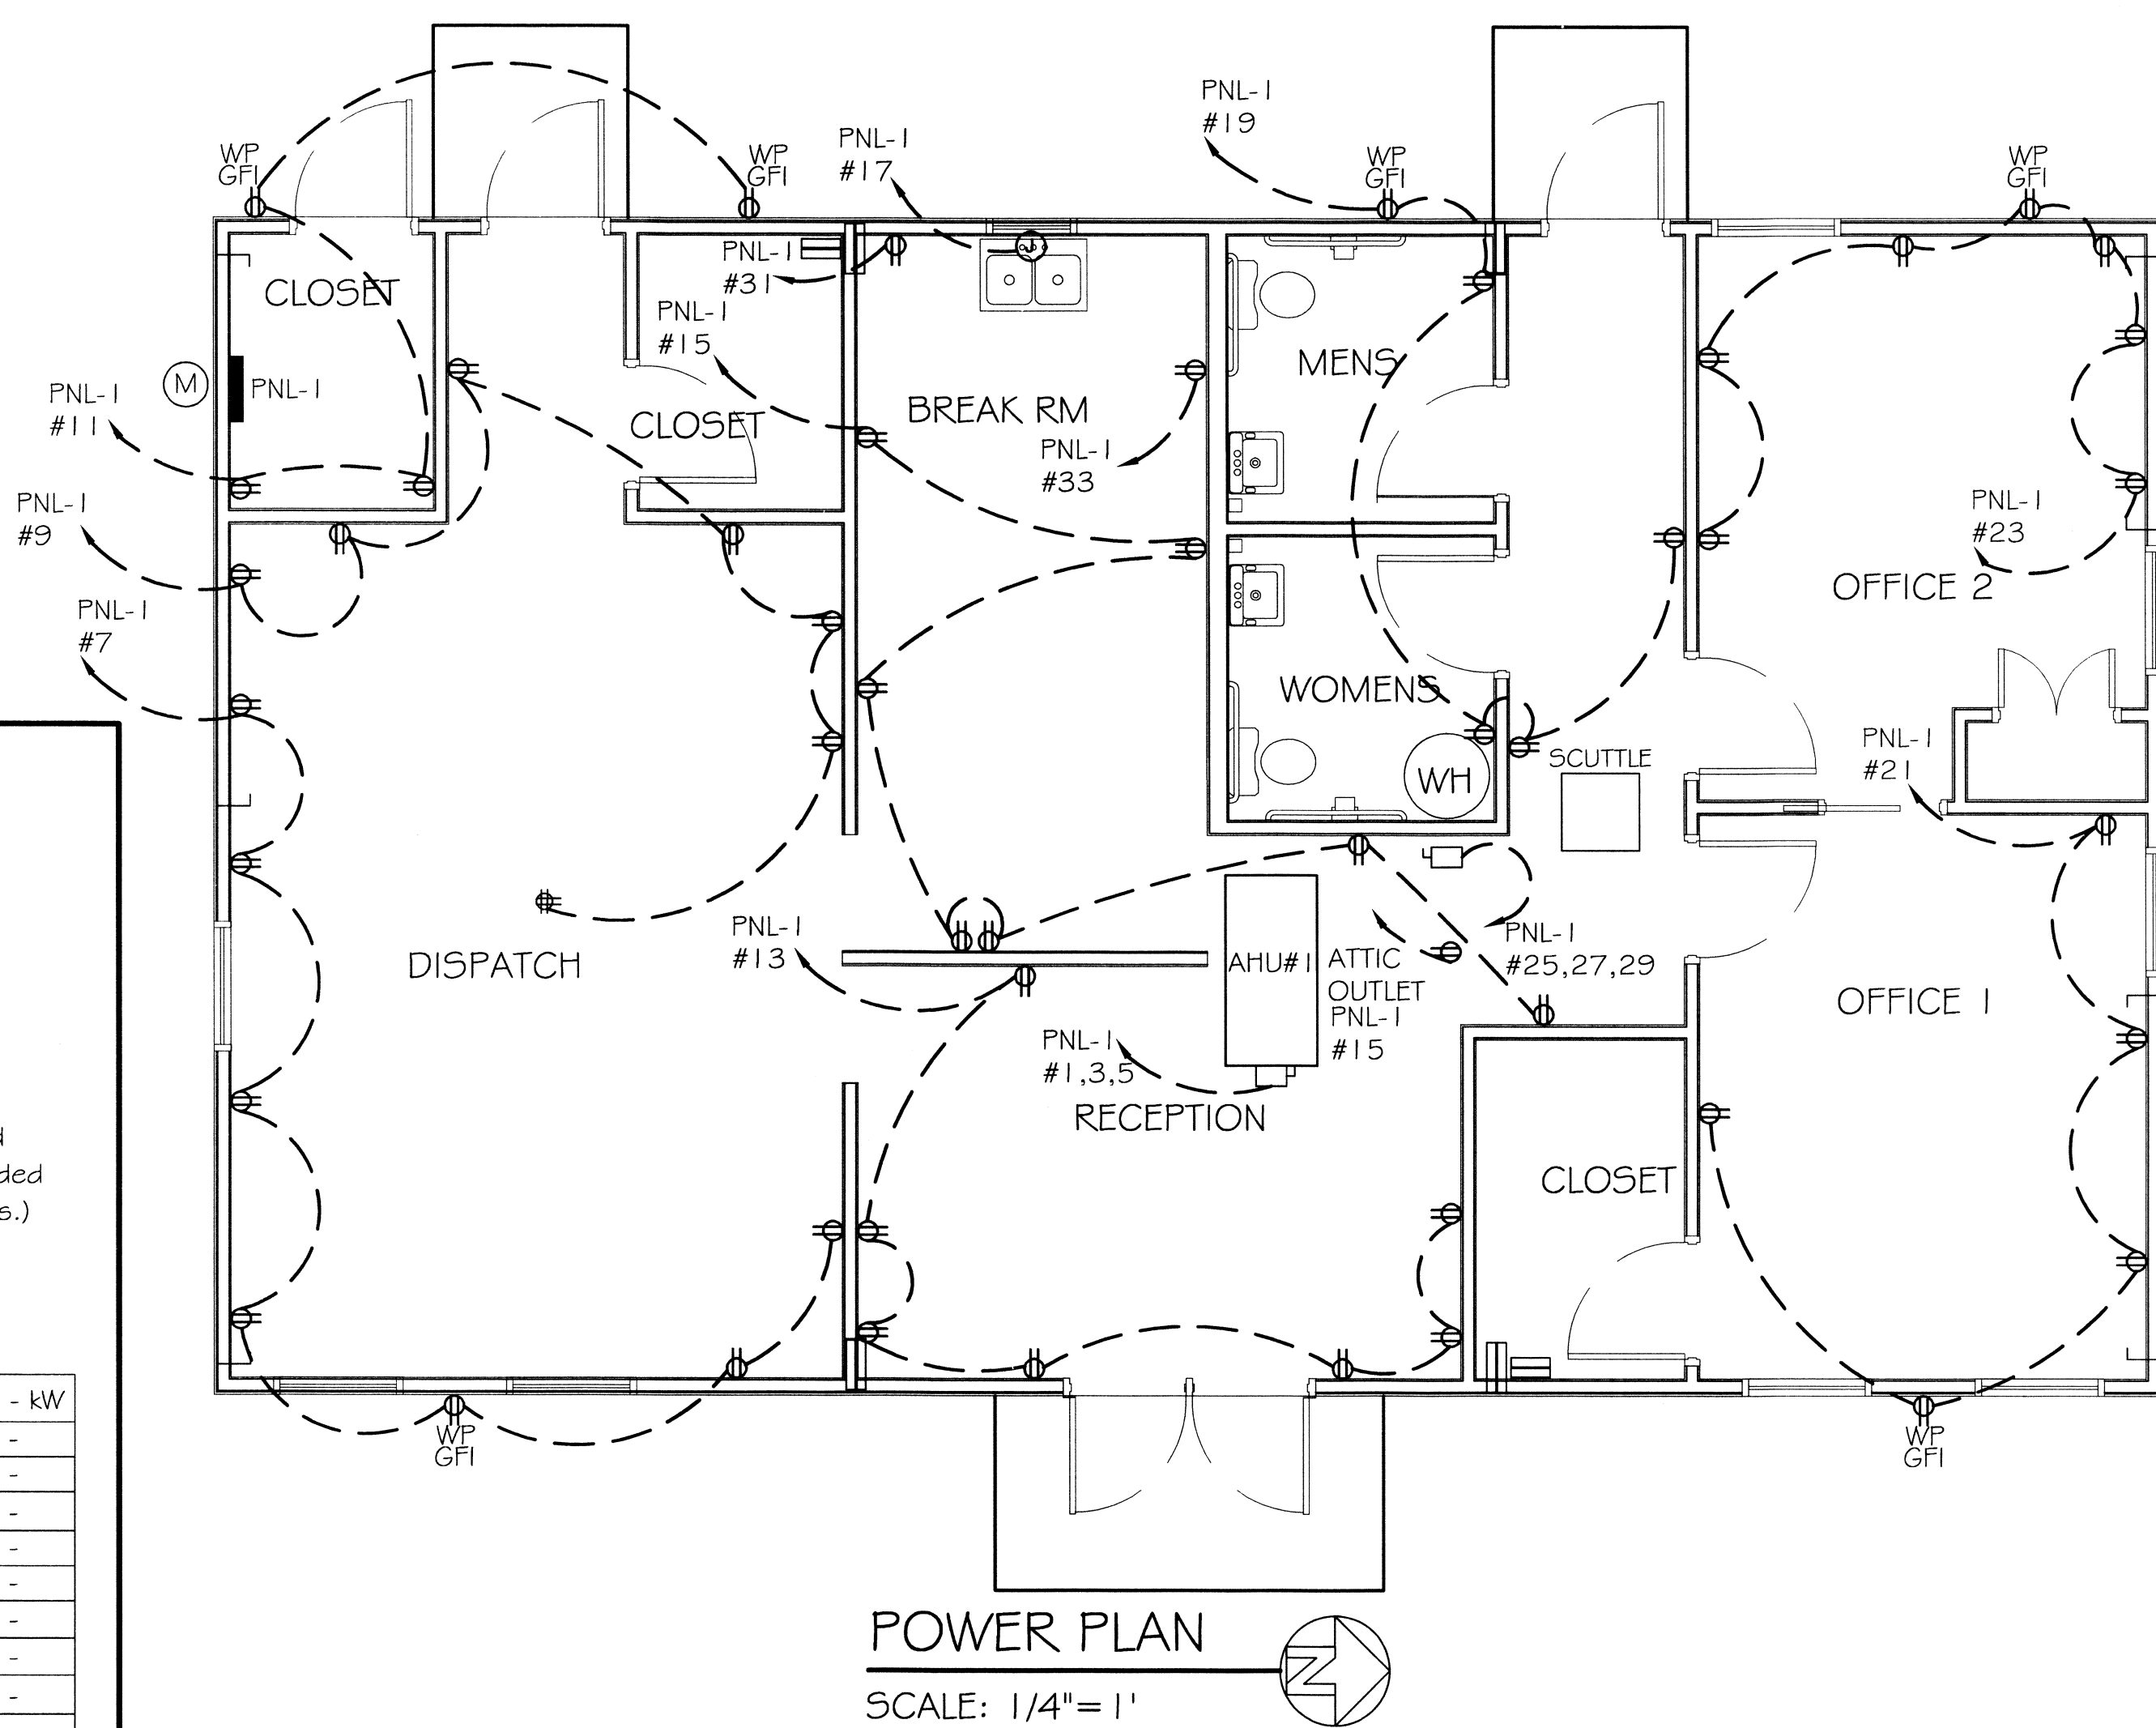 PNL-1
#19
PNL-1
#17
WP
GFI
WP
GFI
WP
GFI
WP
GFI
PNL-1
#31
CLOSET
PNL-1
#15
M
PNL-1
MENS
PNL-1
#11
BREAK RM
CLOSET
PNL-1
#33
PNL-1
#9
PNL-1
#23
OFFICE 2
PNL-1
#7
WOMENS
WH
SCUTTLE
PNL-1
#21
PNL-1
#13
PNL-1
#25,27,29
DISPATCH
AHU#1
ATTIC
OUTLET
PNL-1
#15
OFFICE 1
PNL-1
#1,3,5
RECEPTION
CLOSET
ded
s.)
- kW
-
-
-
-
-
-
-
-
WP
GFI
WP
GFI
POWER PLAN
N
SCALE: 1/4"=1'